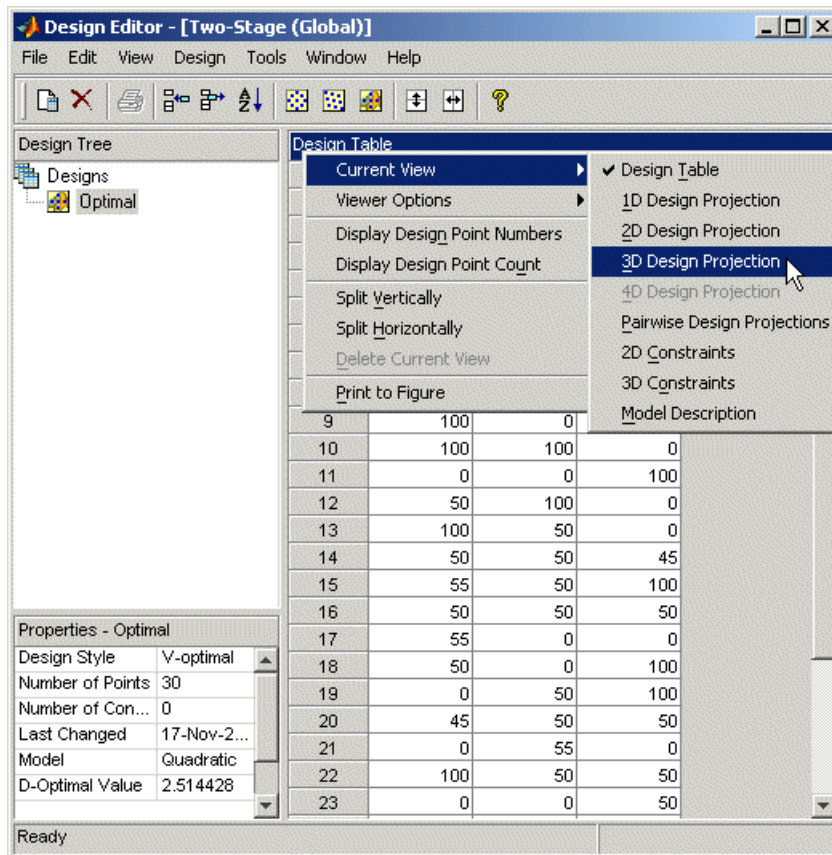 Design Editor - [Two-Stage (Global)]
File Edit View Design Tools Window Help
Design Tree
Designs
Optimal
Design Table
Current View
Viewer Options
Display Design Point Numbers
Display Design Point Count
Split Vertically
Split Horizontally
Delete Current View
Print to Figure
Design Table
1D Design Projection
2D Design Projection
3D Design Projection
4D Design Projection
Pairwise Design Projections
2D Constraints
3D Constraints
Model Description
9 100 0
10 100 100 0
11 0 0 100
12 50 100 0
13 100 50 0
14 50 50 45
15 55 50 100
16 50 50 50
17 55 0 0
18 50 0 100
19 0 50 100
20 45 50 50
21 0 55 0
22 100 50 50
23 0 0 50
Properties - Optimal
Design Style V-optimal
Number of Points 30
Number of Con... 0
Last Changed 17-Nov-2...
Model Quadratic
D-Optimal Value 2.514428
Ready